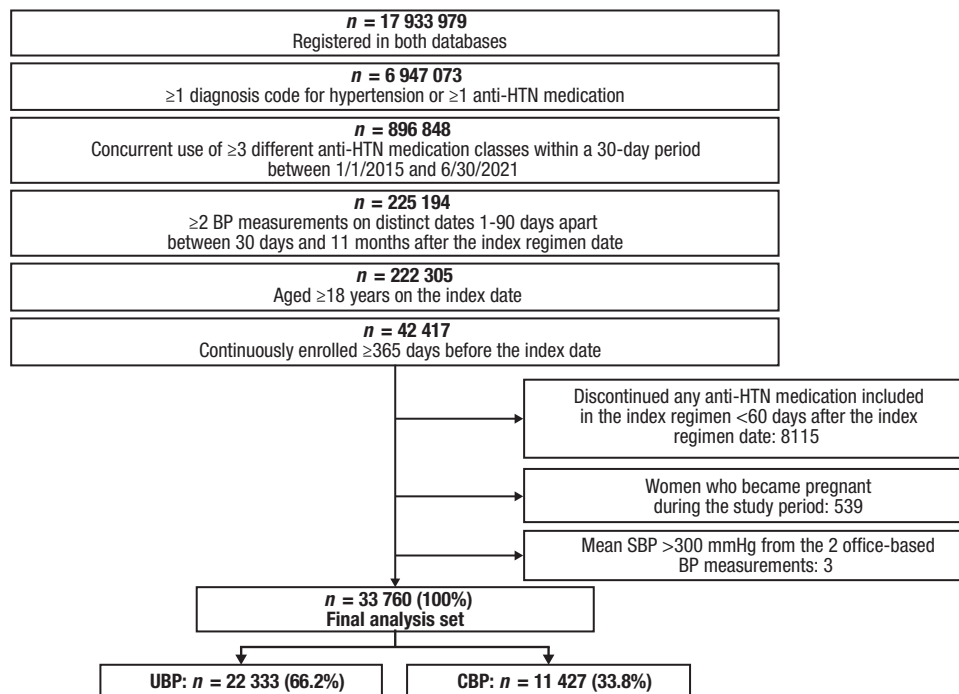 n = 17 933 979
Registered in both databases
n = 6 947 073
≥1 diagnosis code for hypertension or ≥1 anti-HTN medication
n = 896 848
Concurrent use of ≥3 different anti-HTN medication classes within a 30-day period
between 1/1/2015 and 6/30/2021
n = 225 194
≥2 BP measurements on distinct dates 1-90 days apart
between 30 days and 11 months after the index regimen date
n = 222 305
Aged ≥18 years on the index date
n = 42 417
Continuously enrolled ≥365 days before the index date
Discontinued any anti-HTN medication included
in the index regimen <60 days after the index
regimen date: 8115
Women who became pregnant
during the study period: 539
Mean SBP >300 mmHg from the 2 office-based
BP measurements: 3
n = 33 760 (100%)
Final analysis set
UBP: n = 22 333 (66.2%)
CBP: n = 11 427 (33.8%)